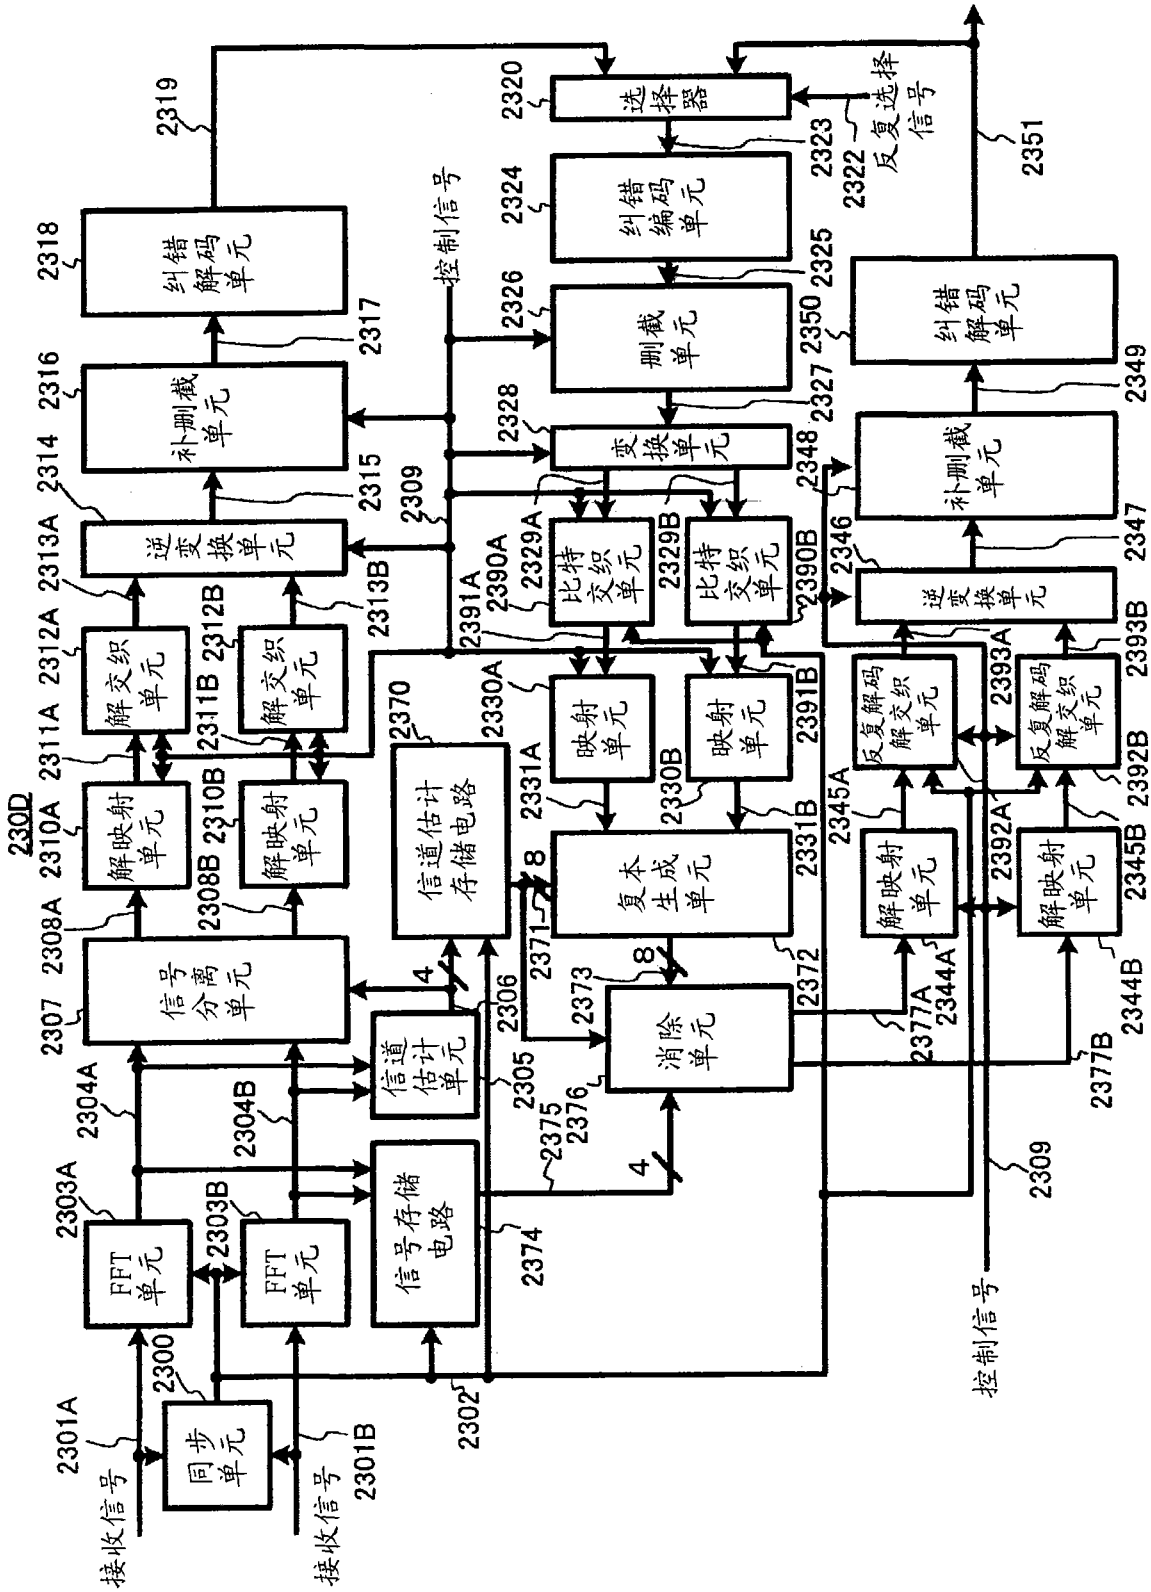 230D
接收信号
2301A
接收信号
2301B
同步
单元
2300
2302
FFT
单元
2303A
FFT
单元
2303B
2304A
2304B
信号存储
电路
2374
2375
4
信道
估计
单元
2305
2306
4
信号
分离
单元
2307
2308A
2308B
解映射
单元
2310A
解映射
单元
2310B
2311A
2311B
解交织
单元
2312A
解交织
单元
2312B
2313A
2313B
逆变换单元
2314
2315
补删截
单元
2316
2317
纠错
解码
单元
2318
2319
控制信号
2309
信道估计
存储电路
2370
2371
8
选择器
2320
2322
反复选择
信号
2323
纠错
编码
单元
2324
2325
删截
单元
2326
2327
变换单元
2328
2329A
2329B
比特
交织
单元
2390A
比特
交织
单元
2390B
2391A
2391B
映射
单元
2330A
映射
单元
2330B
2331A
2331B
复本
生成
单元
2372
2373
8
消除
单元
2376
2377A
2377B
解映射
单元
2344A
解映射
单元
2344B
2345A
2345B
反复解码
解交织
单元
2392A
反复解码
解交织
单元
2392B
2393A
2393B
逆变换单元
2346
2347
补删截
单元
2348
2349
纠错
解码
单元
2350
2351
控制信号
2309